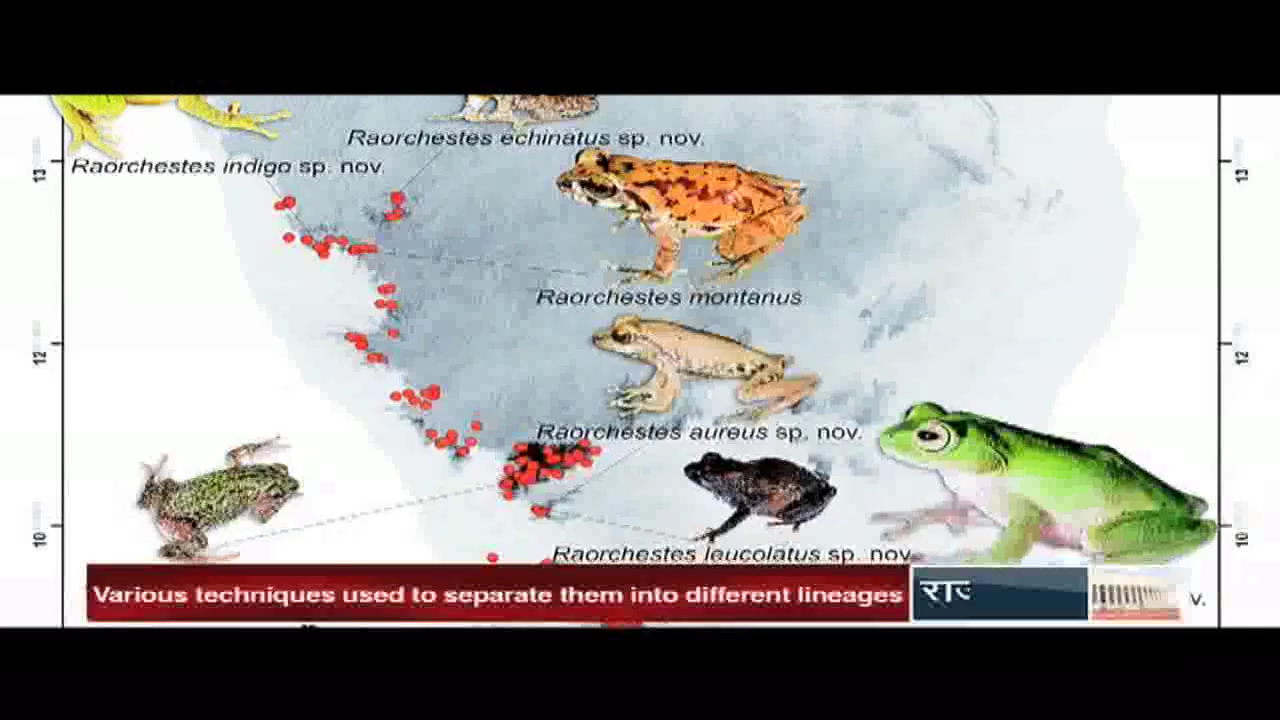 Raorchestes echinatus sp. nov.
Raorchestes indigo sp. nov.
13
13
Raorchestes montanus
12
12
Raorchestes aureus sp. nov.
10
10
Raorchestes leucolatus sp. nov.
Various techniques used to separate them into different lineages
v.